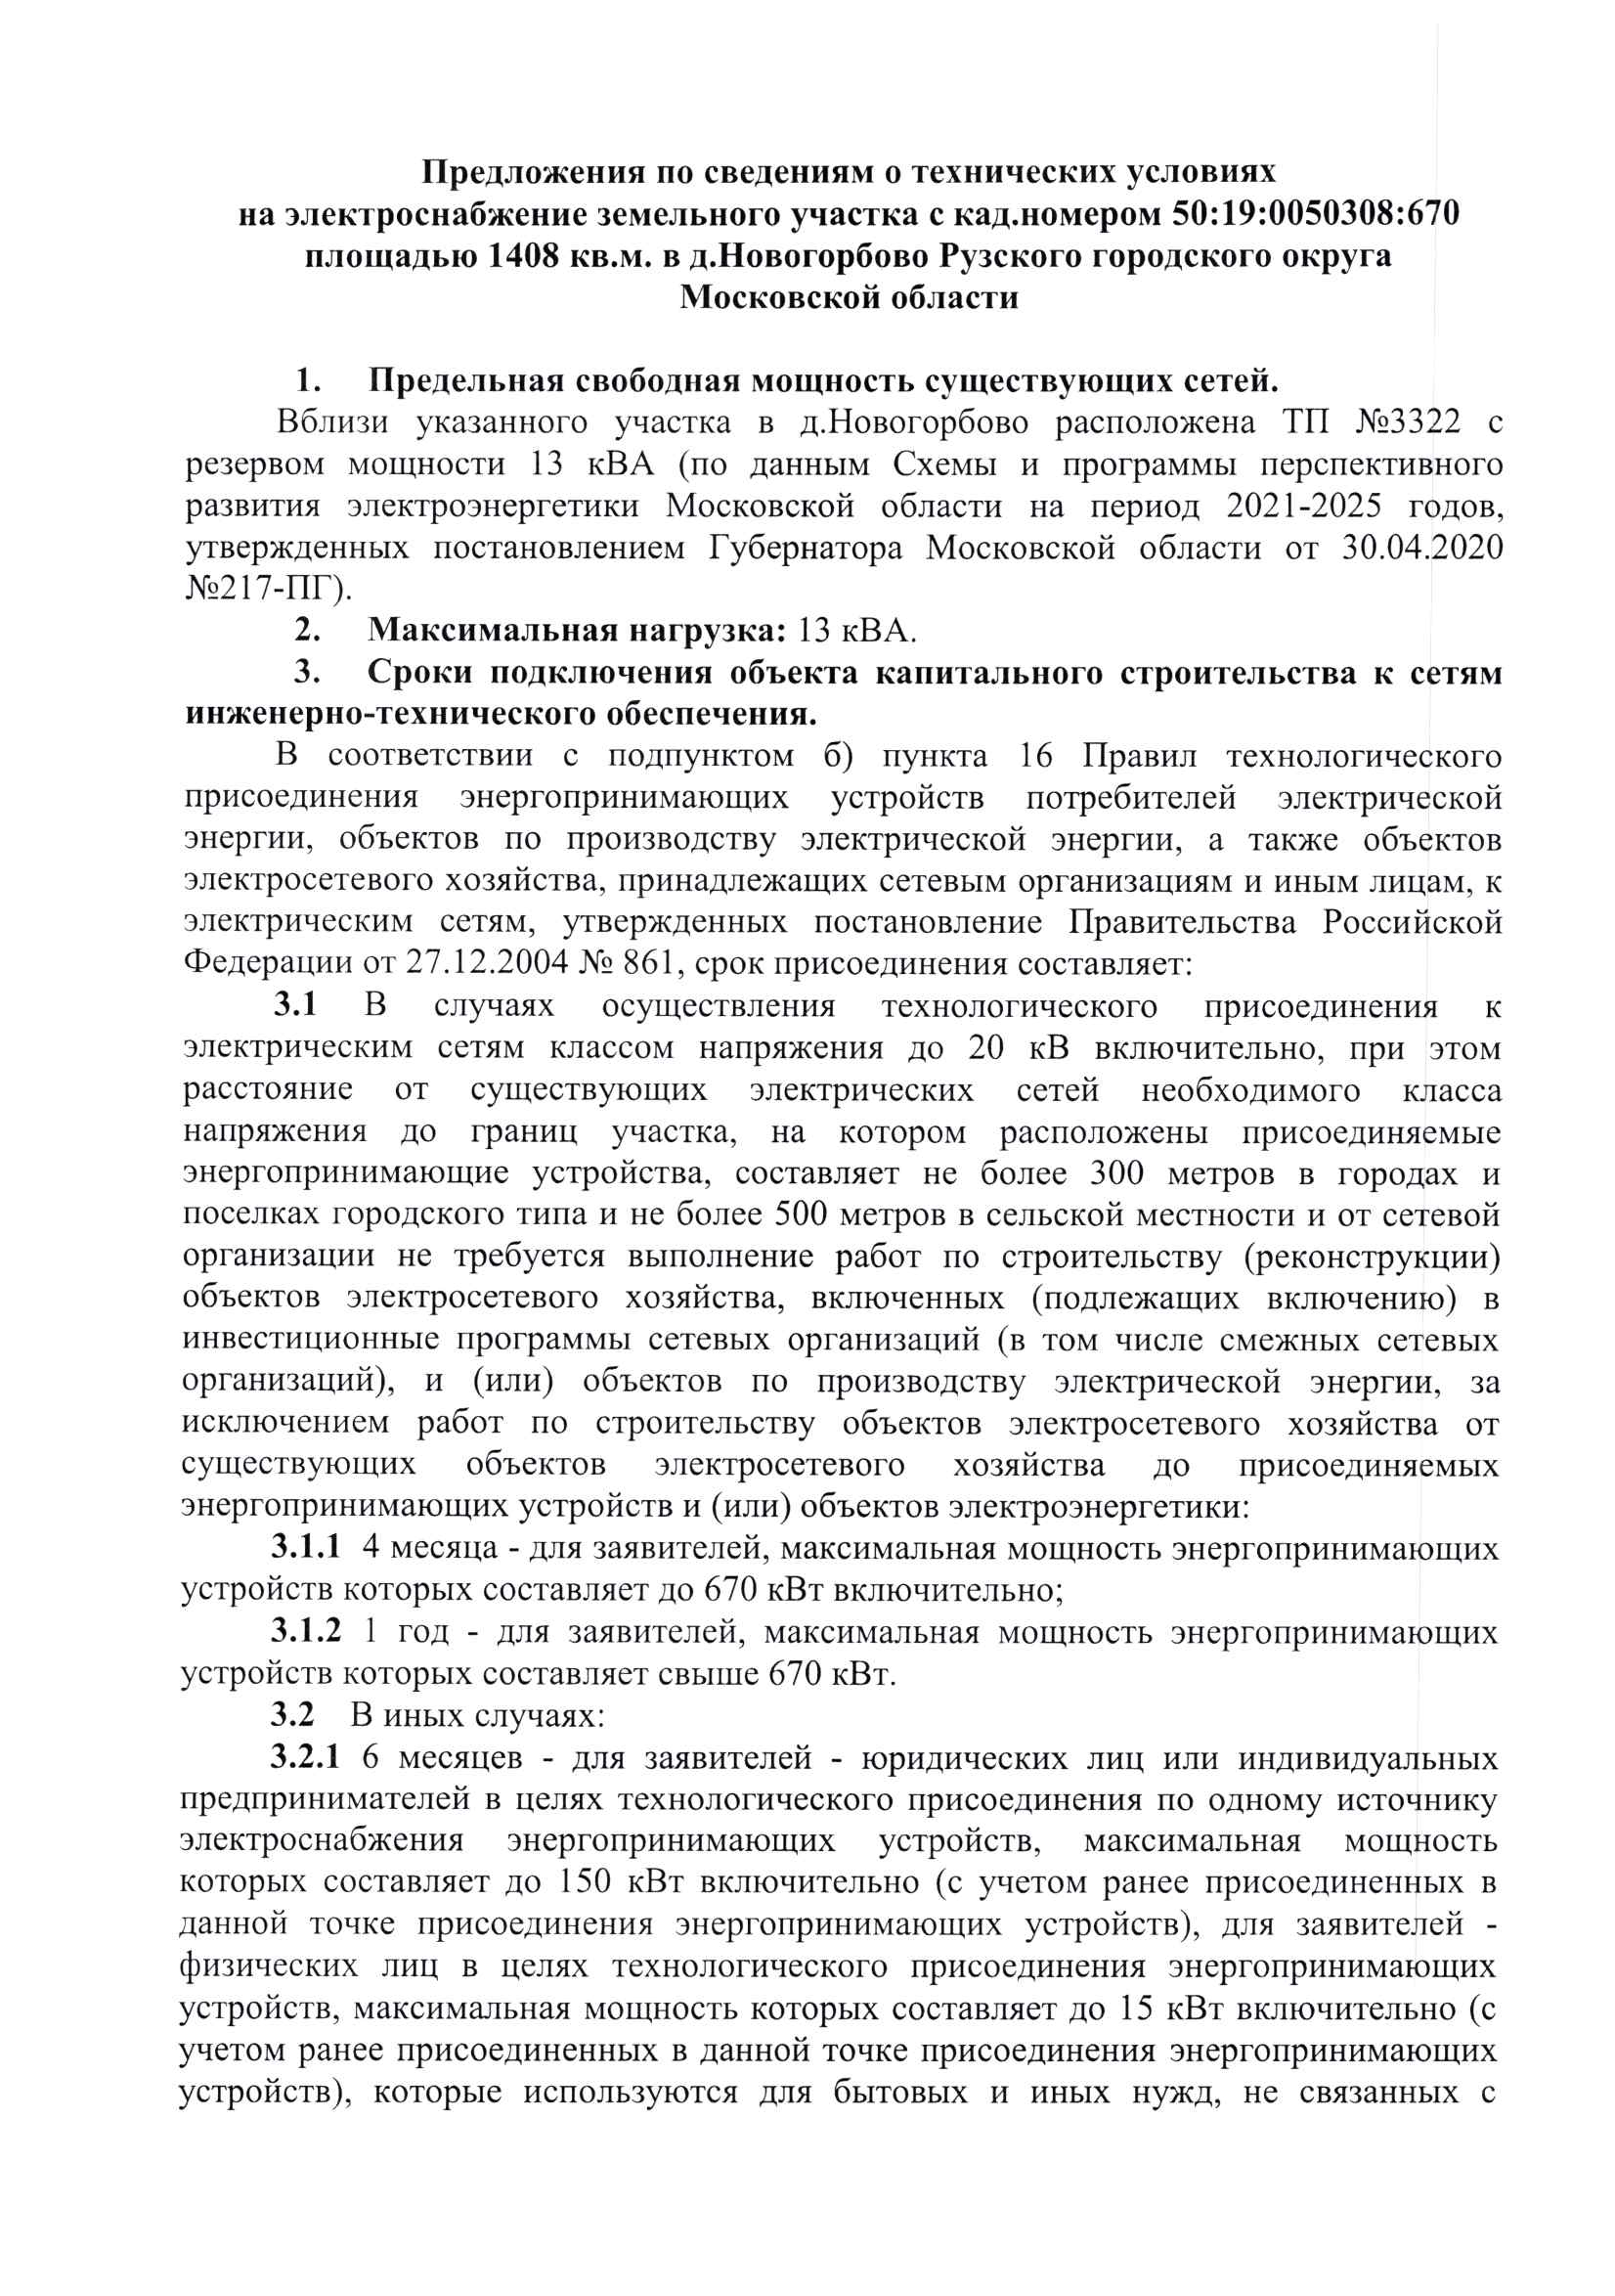 Предложения по сведениям о технических условиях
на электроснабжение земельного участка с кад.номером 50:19:0050308:670
площадью 1408 кв.м. в д.Новогорбово Рузского городского округа
Московской области
1. Предельная свободная мощность существующих сетей.
Вблизи указанного участка в д.Новогорбово расположена ТП №3322 с
резервом мощности 13 кВА (по данным Схемы и программы перспективного
развития электроэнергетики Московской области на период 2021-2025 годов,
утвержденных постановлением Губернатора Московской области от 30.04.2020
№217-ПГ).
2. Максимальная нагрузка: 13 кВА.
3. Сроки подключения объекта капитального строительства к сетям
инженерно-технического обеспечения.
В соответствии с подпунктом б) пункта 16 Правил технологического
присоединения энергопринимающих устройств потребителей электрической
энергии, объектов по производству электрической энергии, а также объектов
электросетевого хозяйства, принадлежащих сетевым организациям и иным лицам, к
электрическим сетям, утвержденных постановление Правительства Российской
Федерации от 27.12.2004 № 861, срок присоединения составляет:
3.1 В случаях осуществления технологического присоединения к
электрическим сетям классом напряжения до 20 кВ включительно, при этом
расстояние от существующих электрических сетей необходимого класса
напряжения до границ участка, на котором расположены присоединяемые
энергопринимающие устройства, составляет не более 300 метров в городах и
поселках городского типа и не более 500 метров в сельской местности и от сетевой
организации не требуется выполнение работ по строительству (реконструкции)
объектов электросетевого хозяйства, включенных (подлежащих включению) в
инвестиционные программы сетевых организаций (в том числе смежных сетевых
организаций), и (или) объектов по производству электрической энергии, за
исключением работ по строительству объектов электросетевого хозяйства от
существующих объектов электросетевого хозяйства до присоединяемых
энергопринимающих устройств и (или) объектов электроэнергетики:
3.1.1 4 месяца - для заявителей, максимальная мощность энергопринимающих
устройств которых составляет до 670 кВт включительно;
3.1.2 1 год - для заявителей, максимальная мощность энергопринимающих
устройств которых составляет свыше 670 кВт.
3.2 В иных случаях:
3.2.1 6 месяцев - для заявителей - юридических лиц или индивидуальных
предпринимателей в целях технологического присоединения по одному источнику
электроснабжения энергопринимающих устройств, максимальная мощность
которых составляет до 150 кВт включительно (с учетом ранее присоединенных в
данной точке присоединения энергопринимающих устройств), для заявителей -
физических лиц в целях технологического присоединения энергопринимающих
устройств, максимальная мощность которых составляет до 15 кВт включительно (с
учетом ранее присоединенных в данной точке присоединения энергопринимающих
устройств), которые используются для бытовых и иных нужд, не связанных с